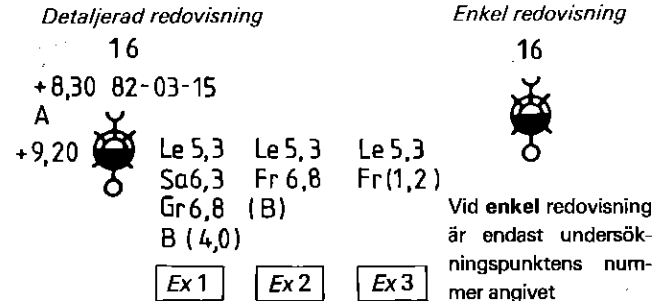 Detaljerad redovisning
Enkel redovisning
16
16
+8,30 82-03-15
A
+9,20
Le 5,3 Le 5,3 Le 5,3
Sa 6,3 Fr 6,8 Fr (1,2)
Gr 6,8 (B)
B (4,0)
Ex 1 Ex 2 Ex 3
Vid enkel redovisning
är endast undersök-
ningspunktens num-
mer angivet